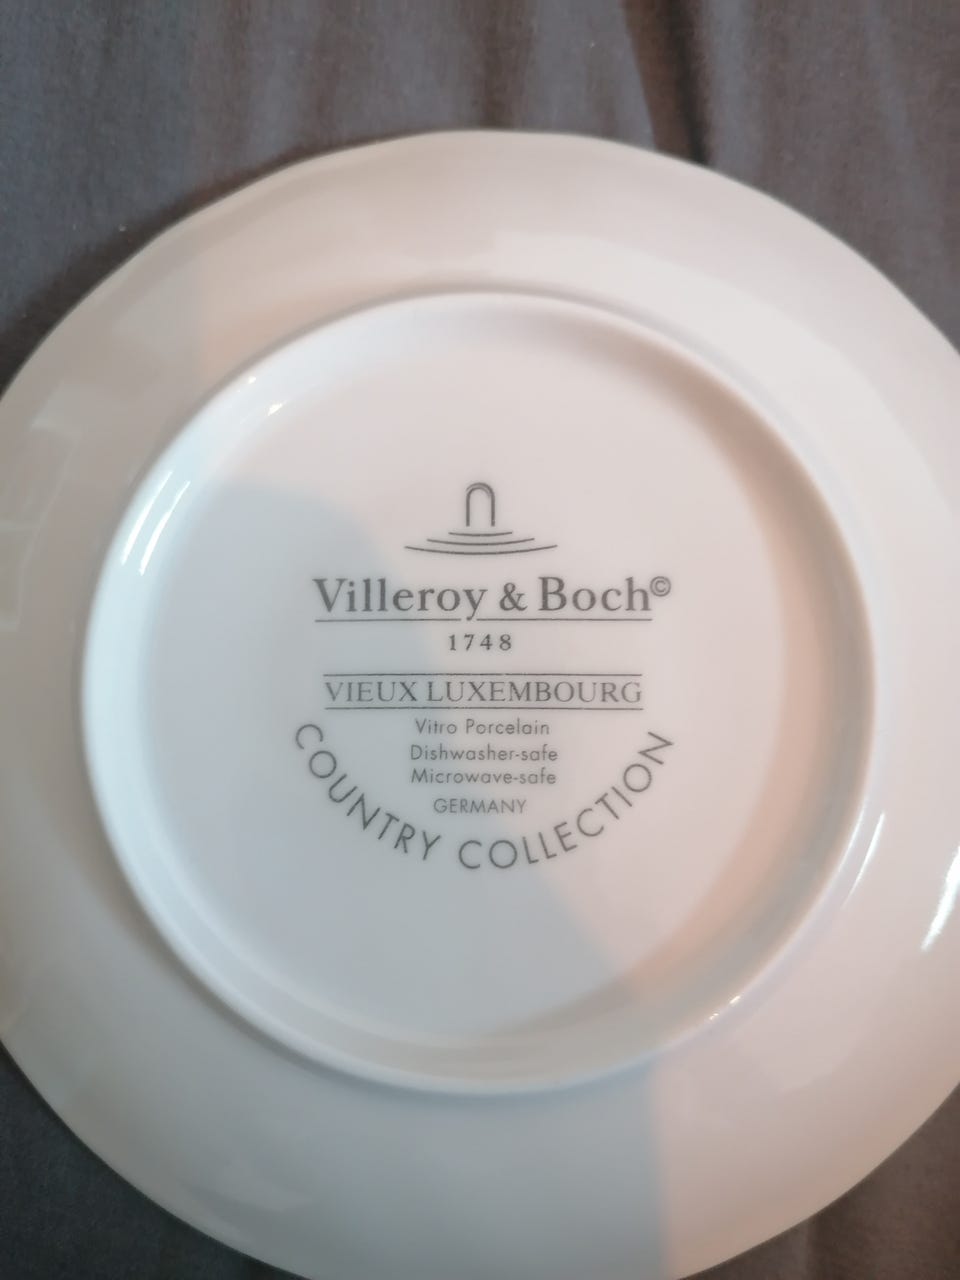 Villeroy & Boch©
1748
VIEUX LUXEMBOURG
Vitro Porcelain
Dishwasher-safe
Microwave-safe
GERMANY
COUNTRY COLLECTION